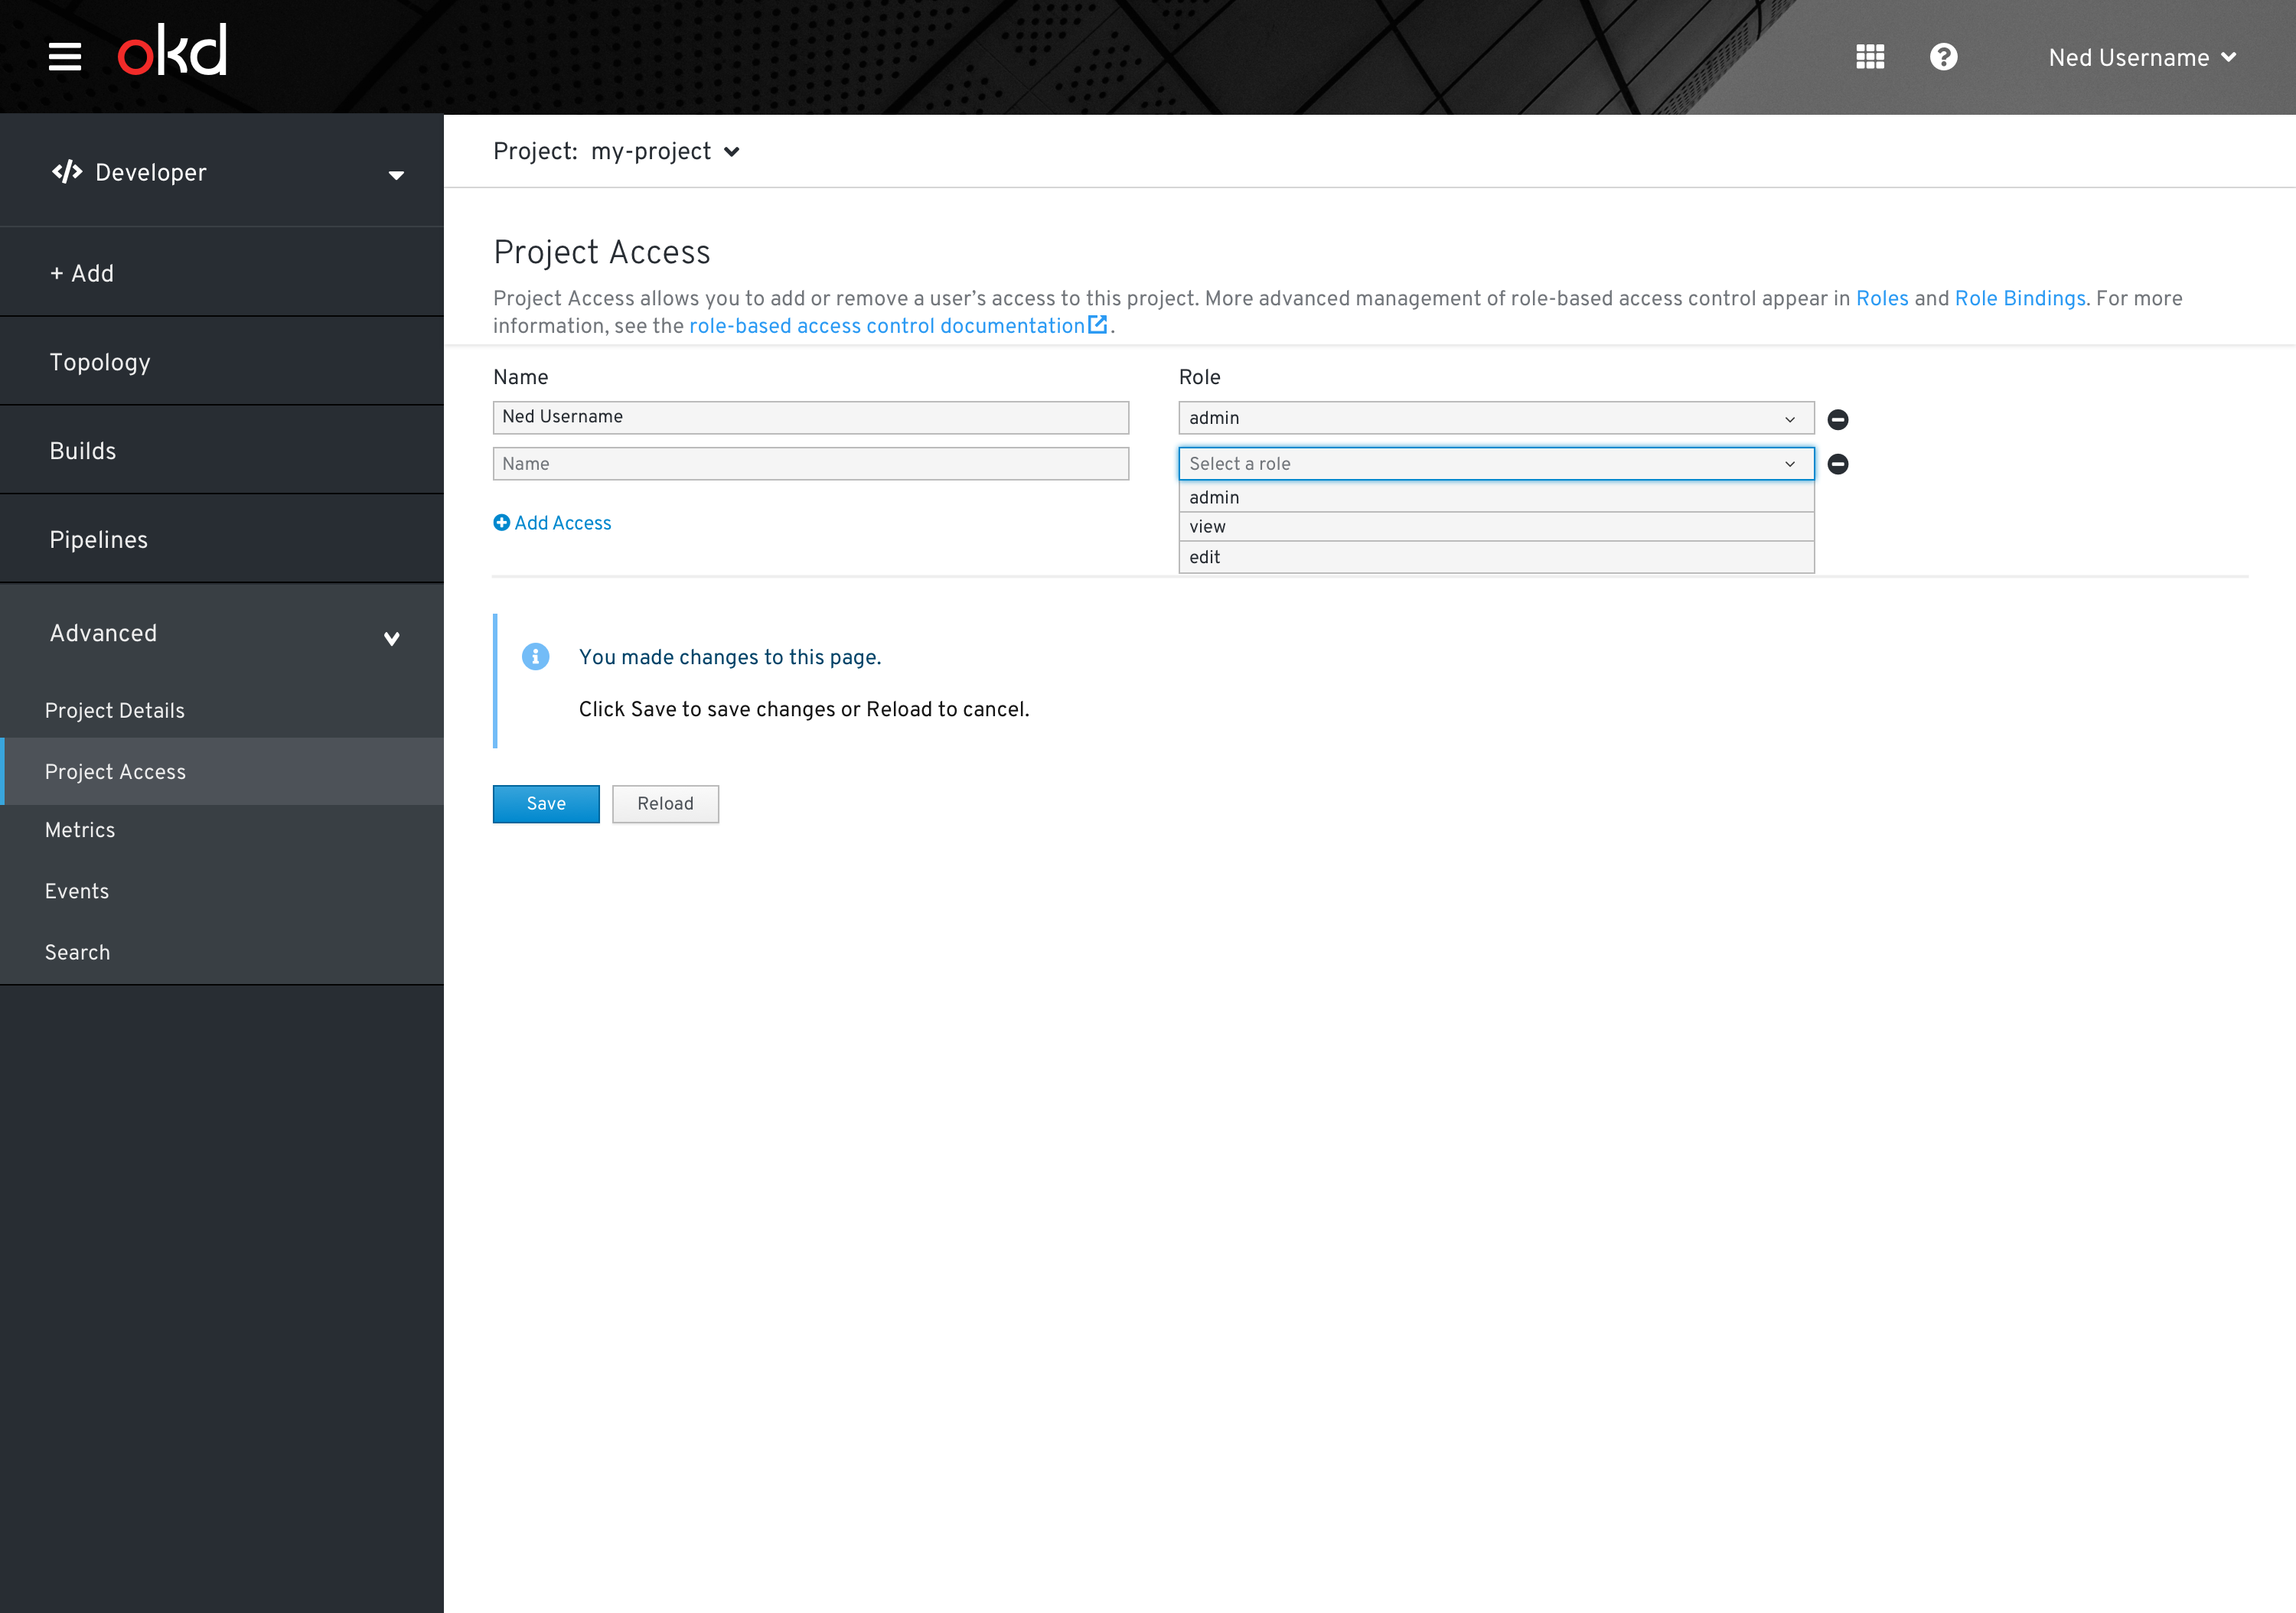 okd
Ned Username
Developer
+ Add
Topology
Builds
Pipelines
Advanced
Project Details
Project Access
Metrics
Events
Search
Project: my-project
Project Access
Project Access allows you to add or remove a user’s access to this project. More advanced management of role-based access control appear in Roles and Role Bindings. For more
information, see the role-based access control documentation.
Name Role
Ned Username admin
Name Select a role
admin
view
edit
Add Access
You made changes to this page.
Click Save to save changes or Reload to cancel.
Save Reload